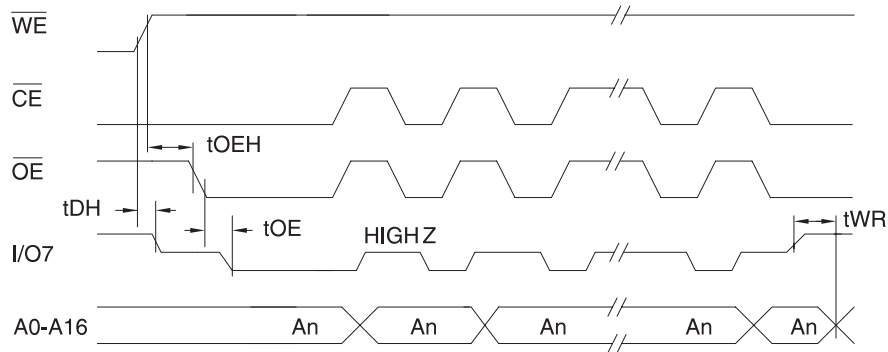 WE
CE
tOEH
OE
tDH
tOE
HIGH Z
tWR
I/O7
A0-A16
An An An An An